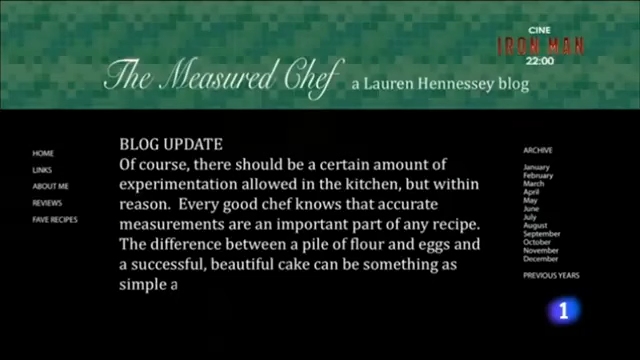 CINE
IRON MAN
22:00
The Measured Chef a Lauren Hennessey blog
BLOG UPDATE
Of course, there should be a certain amount of
experimentation allowed in the kitchen, but within
reason. Every good chef knows that accurate
measurements are an important part of any recipe.
The difference between a pile of flour and eggs and
a successful, beautiful cake can be something as
simple a
HOME
LINKS
ABOUT ME
REVIEWS
FAVE RECIPES
ARCHIVE
January
February
March
April
May
June
July
August
September
October
November
December
PREVIOUS YEARS
1